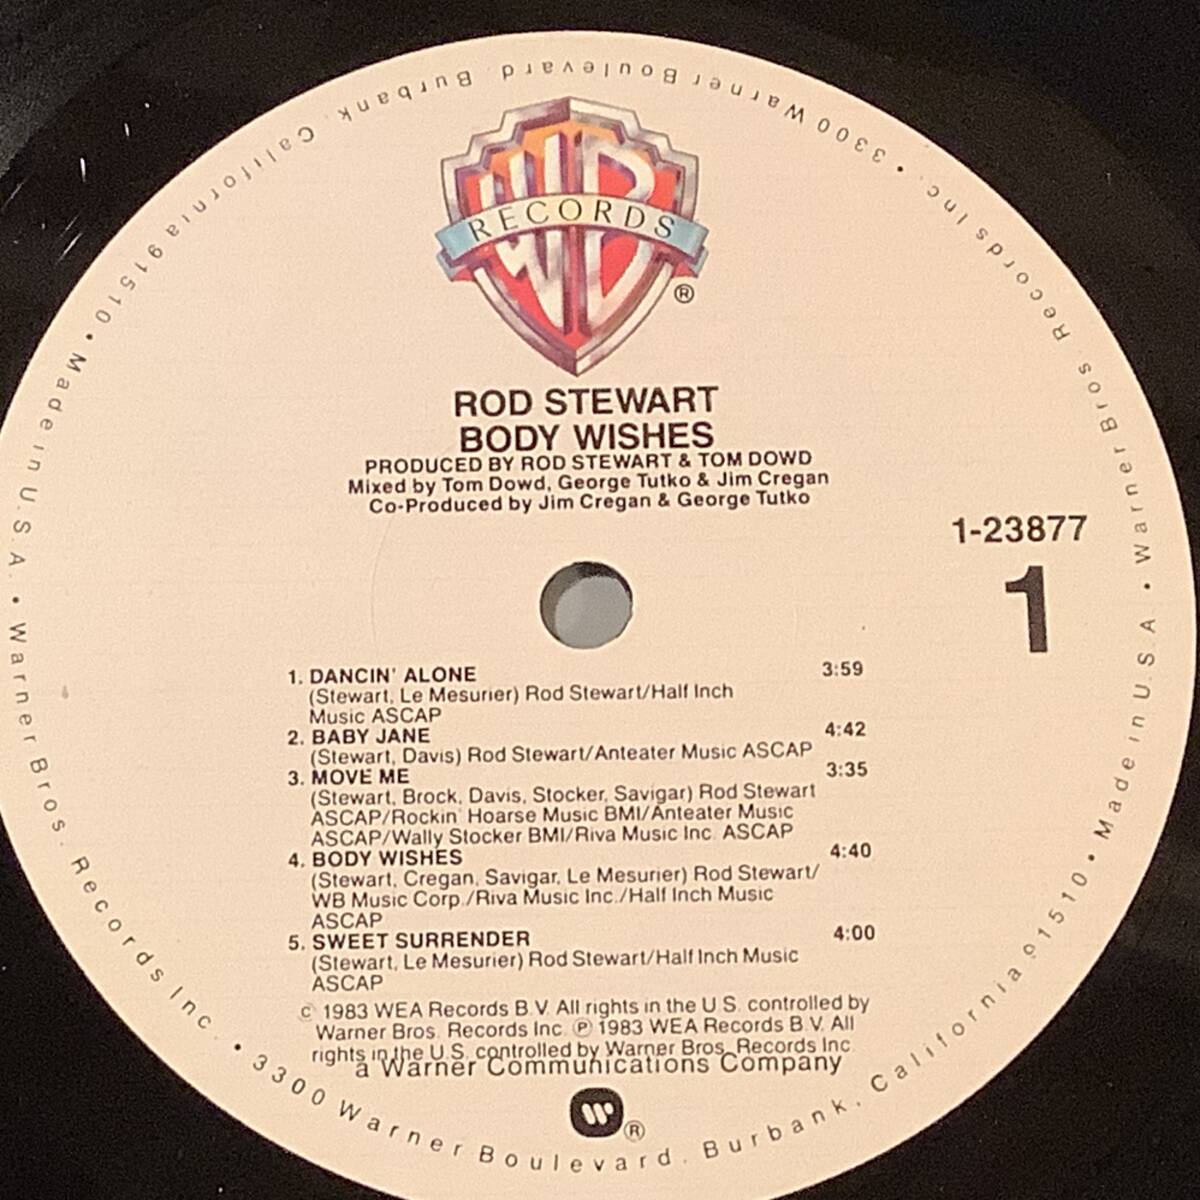 WB
RECORDS
®
ROD STEWART
BODY WISHES
PRODUCED BY ROD STEWART & TOM DOWD
Mixed by Tom Dowd, George Tutko & Jim Cregan
Co-Produced by Jim Cregan & George Tutko
1-23877
1
1. DANCIN' ALONE 3:59
(Stewart, Le Mesurier) Rod Stewart/Half Inch
Music ASCAP
2. BABY JANE 4:42
(Stewart, Davis) Rod Stewart/Anteater Music ASCAP
3. MOVE ME 3:35
(Stewart, Brock, Davis, Stocker, Savigar) Rod Stewart
ASCAP/Rockin' Hoarse Music BMI/Anteater Music
ASCAP/Wally Stocker BMI/Riva Music Inc. ASCAP
4. BODY WISHES 4:40
(Stewart, Cregan, Savigar, Le Mesurier) Rod Stewart/
WB Music Corp./Riva Music Inc./Half Inch Music
ASCAP
5. SWEET SURRENDER 4:00
(Stewart, Le Mesurier) Rod Stewart/Half Inch Music
ASCAP
© 1983 WEA Records B.V. All rights in the U.S. controlled by
Warner Bros. Records Inc. ℗ 1983 WEA Records B.V. All
rights in the U.S. controlled by Warner Bros. Records Inc.
a Warner Communications Company
W ®
Warner Bros. Records Inc. • 3300 Warner Boulevard. Burbank. California 91510 • Made in U.S.A. • Warner Bros Records Inc. • 3300 Warner Boulevard Burbank. California 91510 • Made in U.S.A. •